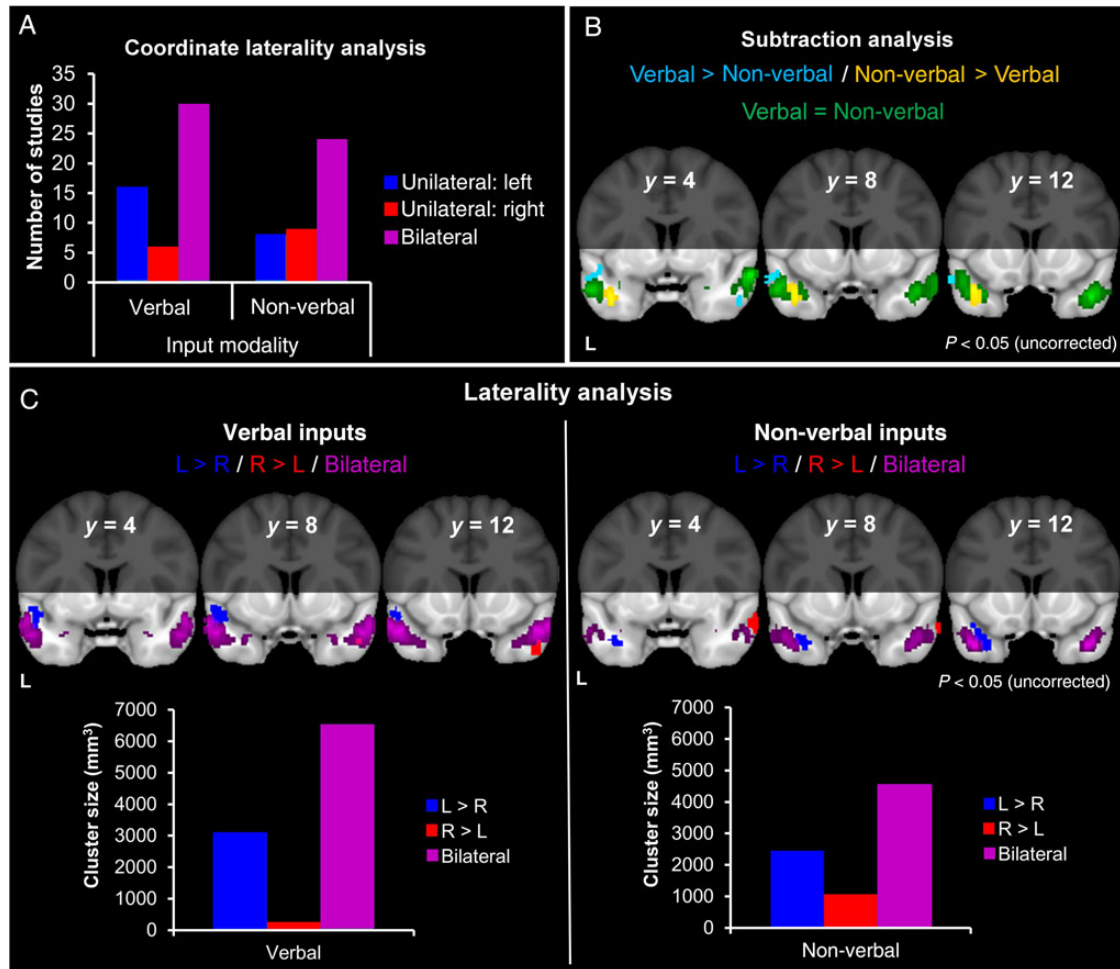 A
Coordinate laterality analysis
Number of studies
35
30
25
20
15
10
5
0
Verbal
Non-verbal
Input modality
Unilateral: left
Unilateral: right
Bilateral
B
Subtraction analysis
Verbal > Non-verbal / Non-verbal > Verbal
Verbal = Non-verbal
y = 4
y = 8
y = 12
L
P < 0.05 (uncorrected)
C
Laterality analysis
Verbal inputs
L > R / R > L / Bilateral
y = 4
y = 8
y = 12
L
Cluster size (mm³)
7000
6000
5000
4000
3000
2000
1000
0
Verbal
L > R
R > L
Bilateral
Non-verbal inputs
L > R / R > L / Bilateral
y = 4
y = 8
y = 12
L
P < 0.05 (uncorrected)
Cluster size (mm³)
7000
6000
5000
4000
3000
2000
1000
0
Non-verbal
L > R
R > L
Bilateral